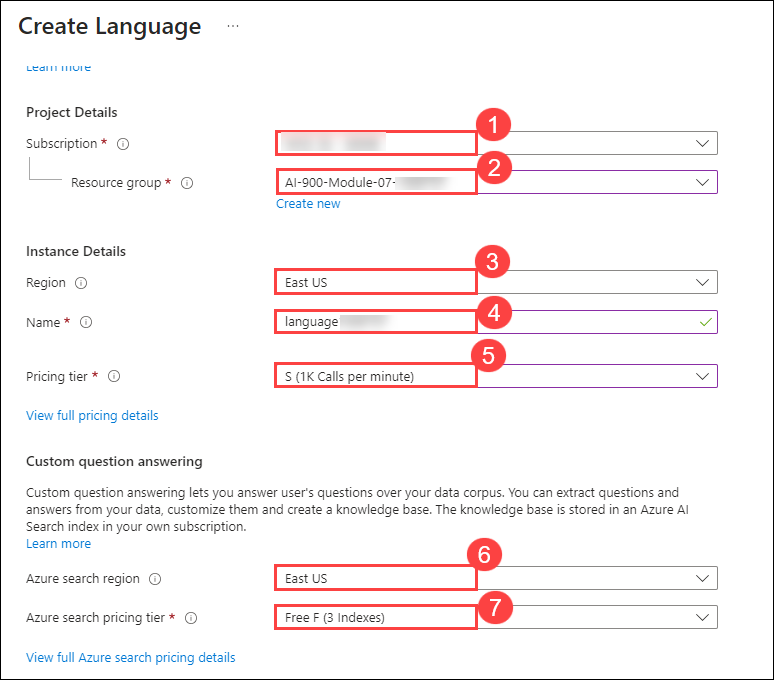 Create Language ...
Learn more
Project Details
1
Subscription *
2
Resource group * AI-900-Module-07-
Create new
Instance Details
3
Region East US
4
Name * language
5
Pricing tier * S (1K Calls per minute)
View full pricing details
Custom question answering
Custom question answering lets you answer user's questions over your data corpus. You can extract questions and
answers from your data, customize them and create a knowledge base. The knowledge base is stored in an Azure AI
Search index in your own subscription.
Learn more
6
Azure search region East US
7
Azure search pricing tier * Free F (3 Indexes)
View full Azure search pricing details